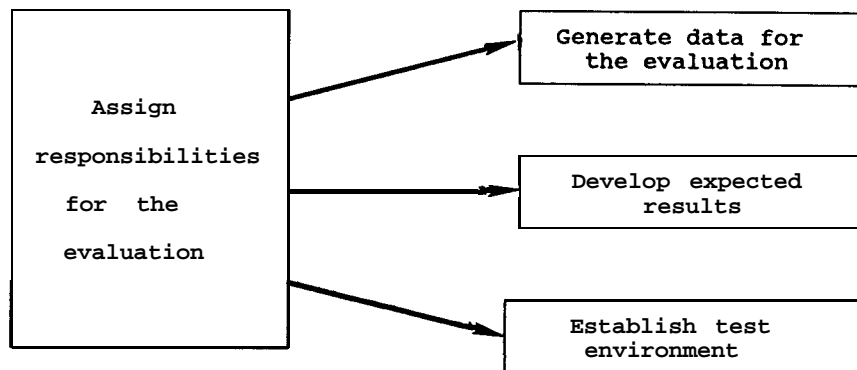 Assign
responsibilities
for the
evaluation
Generate data for
the evaluation
Develop expected
results
Establish test
environment